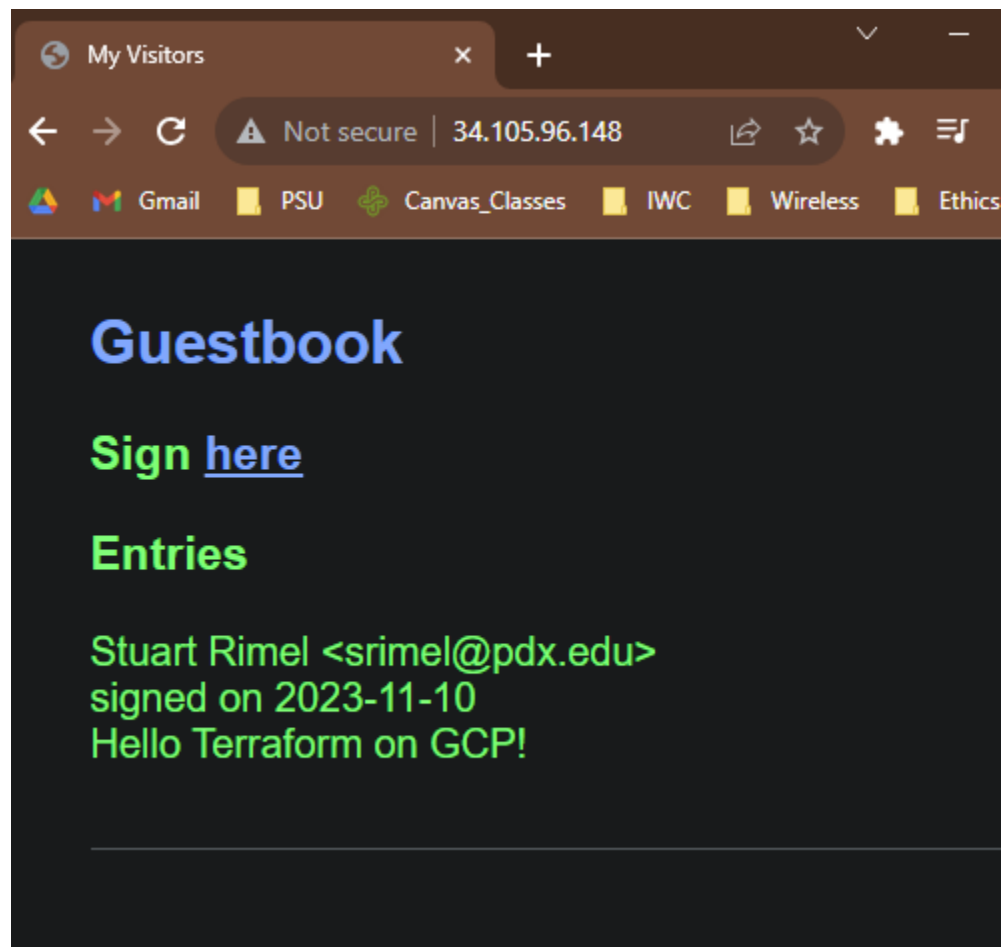 My Visitors
Not secure | 34.105.96.148
Gmail PSU Canvas_Classes IWC Wireless Ethics
Guestbook
Sign here
Entries
Stuart Rimel <srimel@pdx.edu>
signed on 2023-11-10
Hello Terraform on GCP!